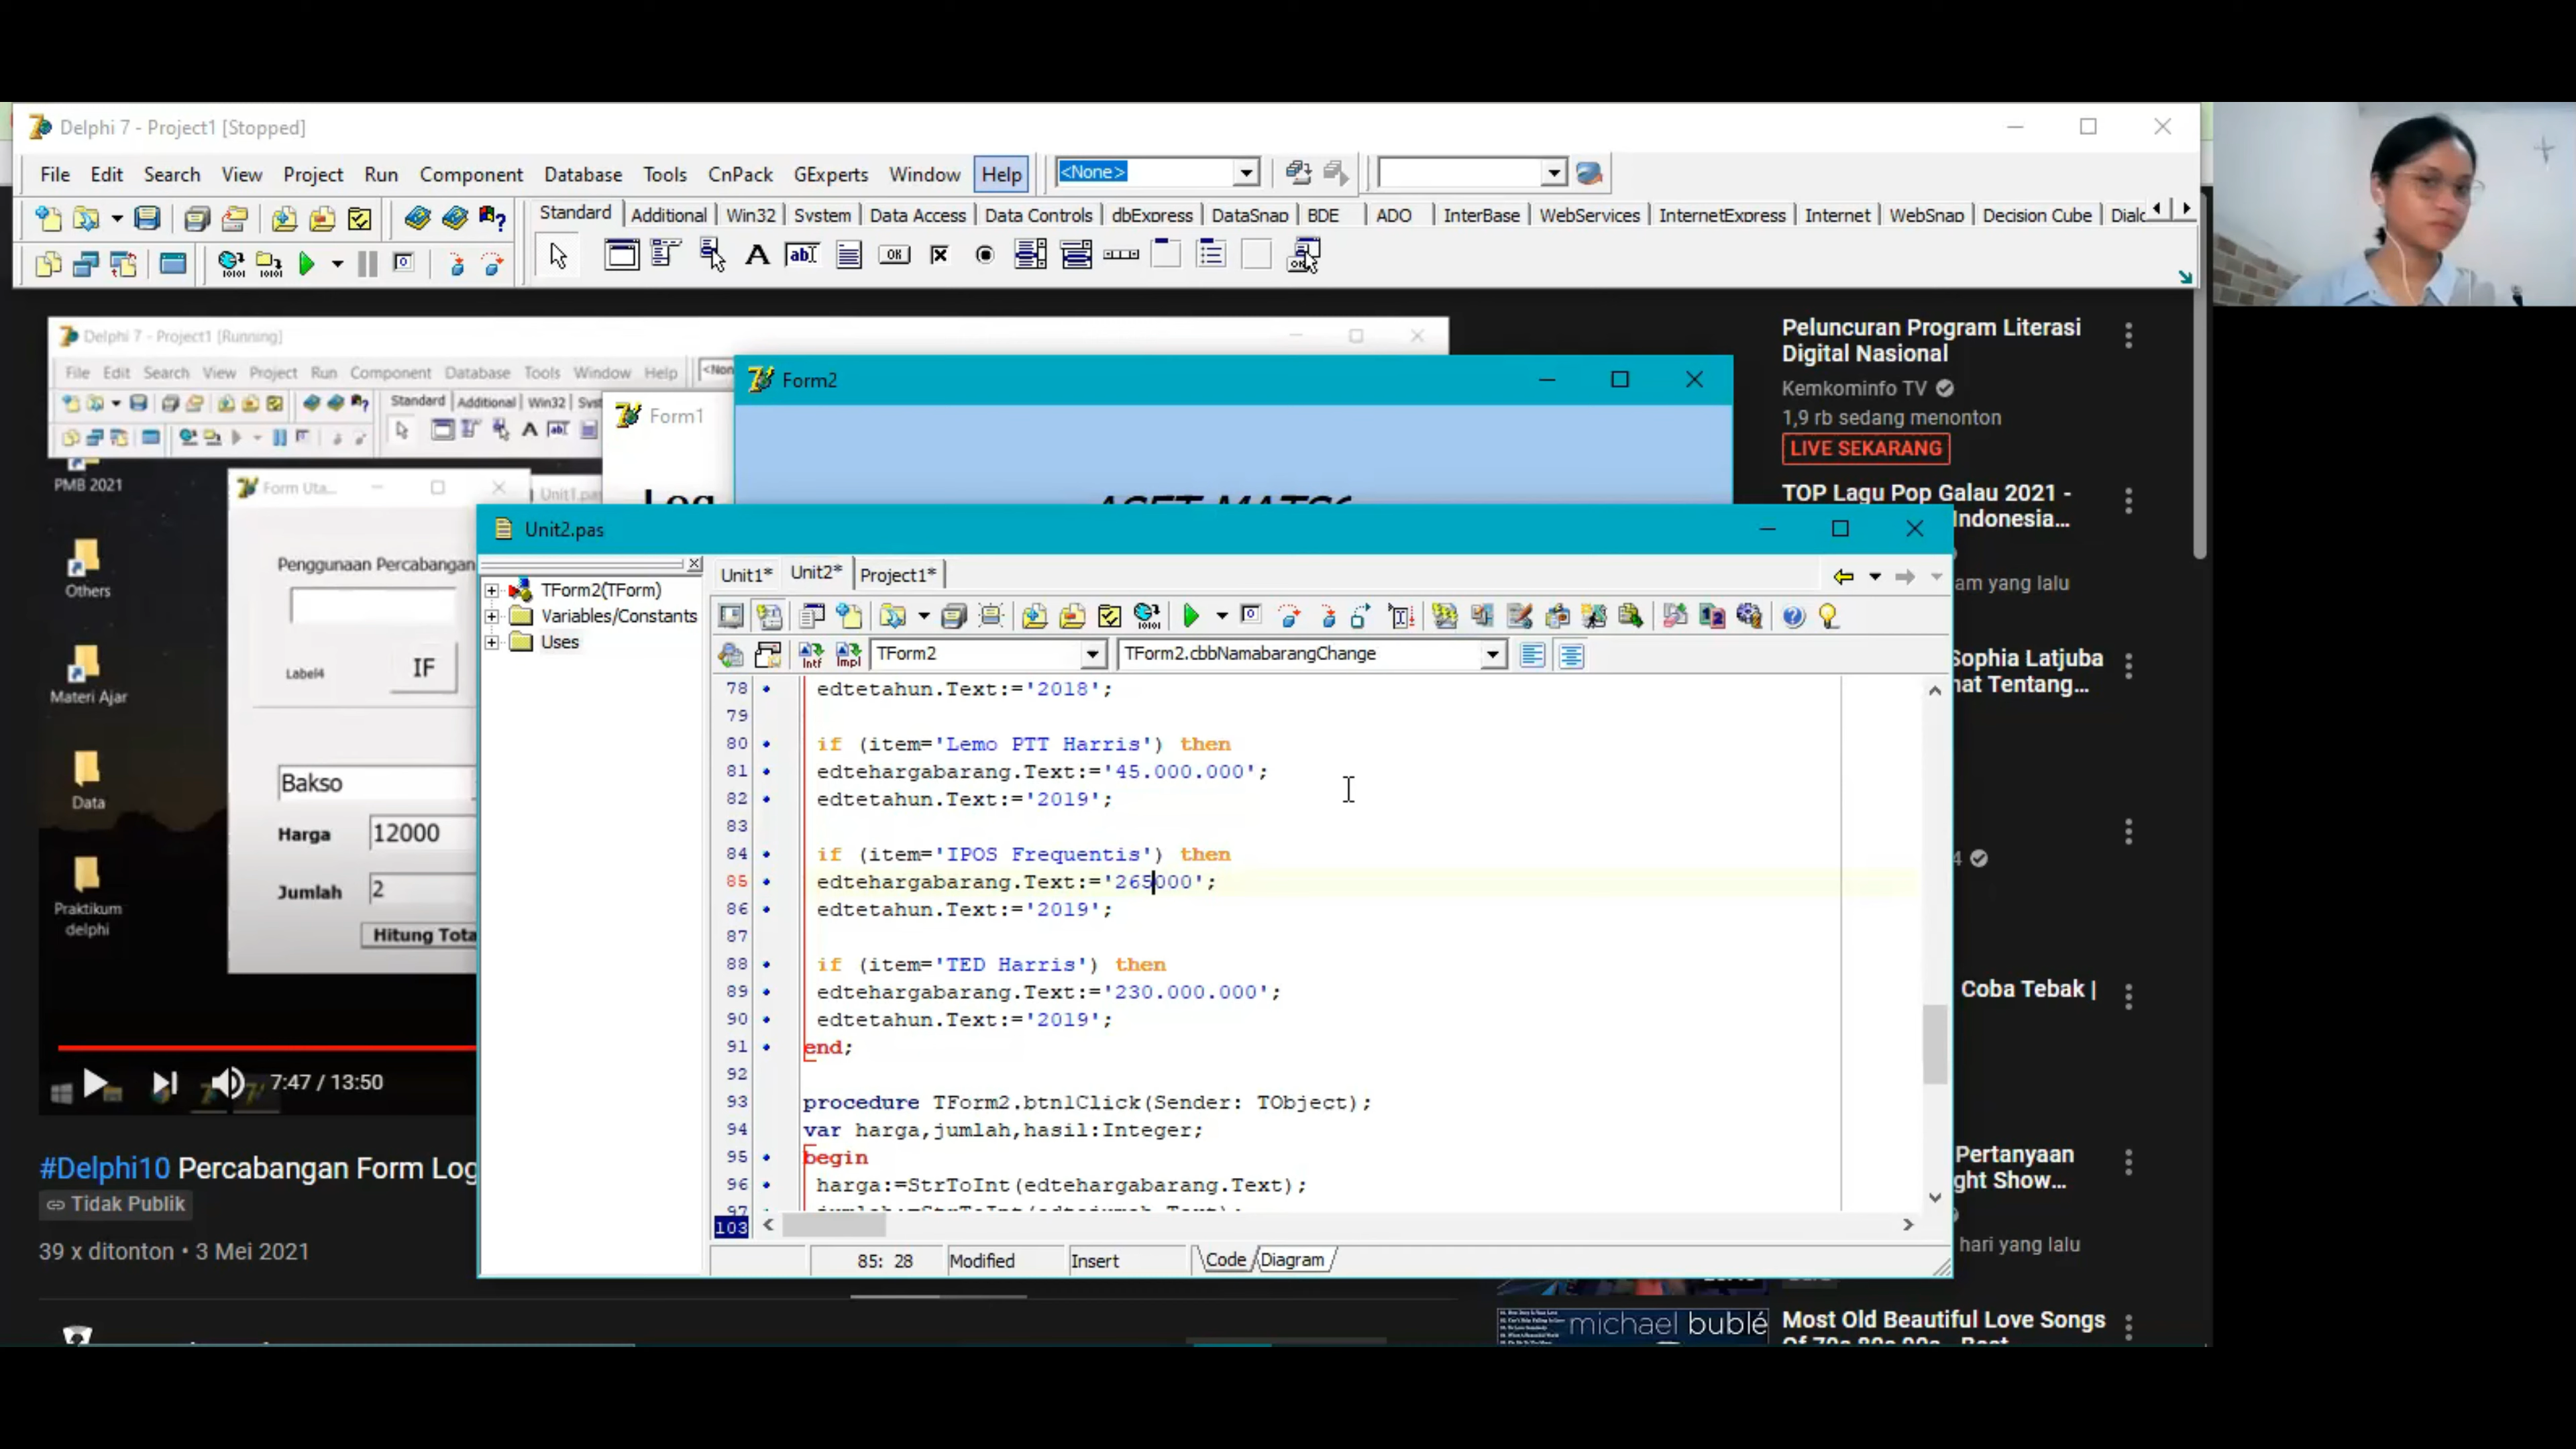 Delphi 7 - Project1 [Stopped]
File Edit Search View Project Run Component Database Tools CnPack GExperts Window Help <None>
Standard Additional Win32 System Data Access Data Controls dbExpress DataSnap BDE ADO InterBase WebServices InternetExpress Internet WebSnap Decision Cube
Delphi 7 - Project1 [Running]
File Edit Search View Project Run Component Database Tools Window Help
Standard Additional Win32
PMB 2021
Others
Materi Ajar
Data
Praktikum
delphi
Form Uta...
Unit1.pas
Penggunaan Percabangan
Label4
IF
Bakso
Harga 12000
Jumlah 2
Hitung Tota
7:47 / 13:50
Form1
Log
Form2
Unit2.pas
TForm2(TForm)
Variables/Constants
Uses
Unit1* Unit2* Project1*
TForm2 TForm2.cbbNamabarangChange
78 edtetahun.Text:='2018';
79
80 if (item='Lemo PTT Harris') then
81 edtehargabarang.Text:='45.000.000';
82 edtetahun.Text:='2019';
83
84 if (item='IPOS Frequentis') then
85 edtehargabarang.Text:='265000';
86 edtetahun.Text:='2019';
87
88 if (item='TED Harris') then
89 edtehargabarang.Text:='230.000.000';
90 edtetahun.Text:='2019';
91 end;
92
93 procedure TForm2.btn1Click(Sender: TObject);
94 var harga,jumlah,hasil:Integer;
95 begin
96 harga:=StrToInt(edtehargabarang.Text);
97
103
85: 28 Modified Insert Code Diagram
#Delphi10 Percabangan Form Log
Tidak Publik
39 x ditonton • 3 Mei 2021
Peluncuran Program Literasi
Digital Nasional
Kemkominfo TV
1,9 rb sedang menonton
LIVE SEKARANG
TOP Lagu Pop Galau 2021 -
Indonesia...
am yang lalu
Sophia Latjuba
at Tentang...
Coba Tebak |
Pertanyaan
ght Show...
hari yang lalu
michael bublé
Most Old Beautiful Love Songs